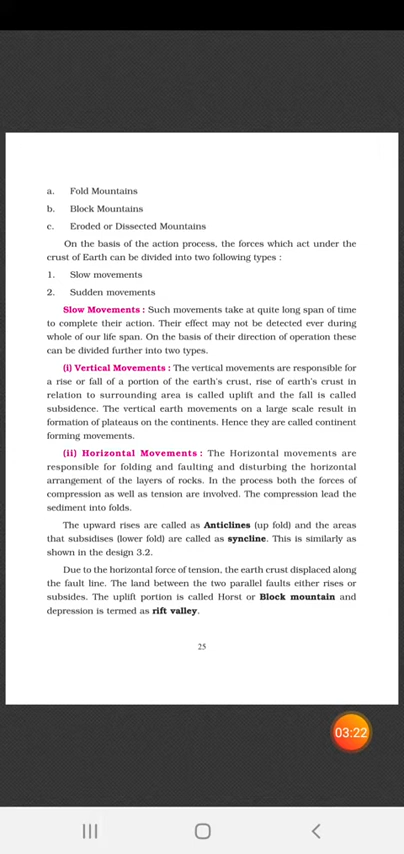 a. Fold Mountains
b. Block Mountains
c. Eroded or Dissected Mountains
On the basis of the action process, the forces which act under the
crust of Earth can be divided into two following types :
1. Slow movements
2. Sudden movements
Slow Movements : Such movements take at quite long span of time
to complete their action. Their effect may not be detected ever during
whole of our life span. On the basis of their direction of operation these
can be divided further into two types.
(i) Vertical Movements : The vertical movements are responsible for
a rise or fall of a portion of the earth's crust, rise of earth's crust in
relation to surrounding area is called uplift and the fall is called
subsidence. The vertical earth movements on a large scale result in
formation of plateaus on the continents. Hence they are called continent
forming movements.
(ii) Horizontal Movements : The Horizontal movements are
responsible for folding and faulting and disturbing the horizontal
arrangement of the layers of rocks. In the process both the forces of
compression as well as tension are involved. The compression lead the
sediment into folds.
The upward rises are called as Anticlines (up fold) and the areas
that subsidises (lower fold) are called as syncline. This is similarly as
shown in the design 3.2.
Due to the horizontal force of tension, the earth crust displaced along
the fault line. The land between the two parallel faults either rises or
subsides. The uplift portion is called Horst or Block mountain and
depression is termed as rift valley.
25
03:22